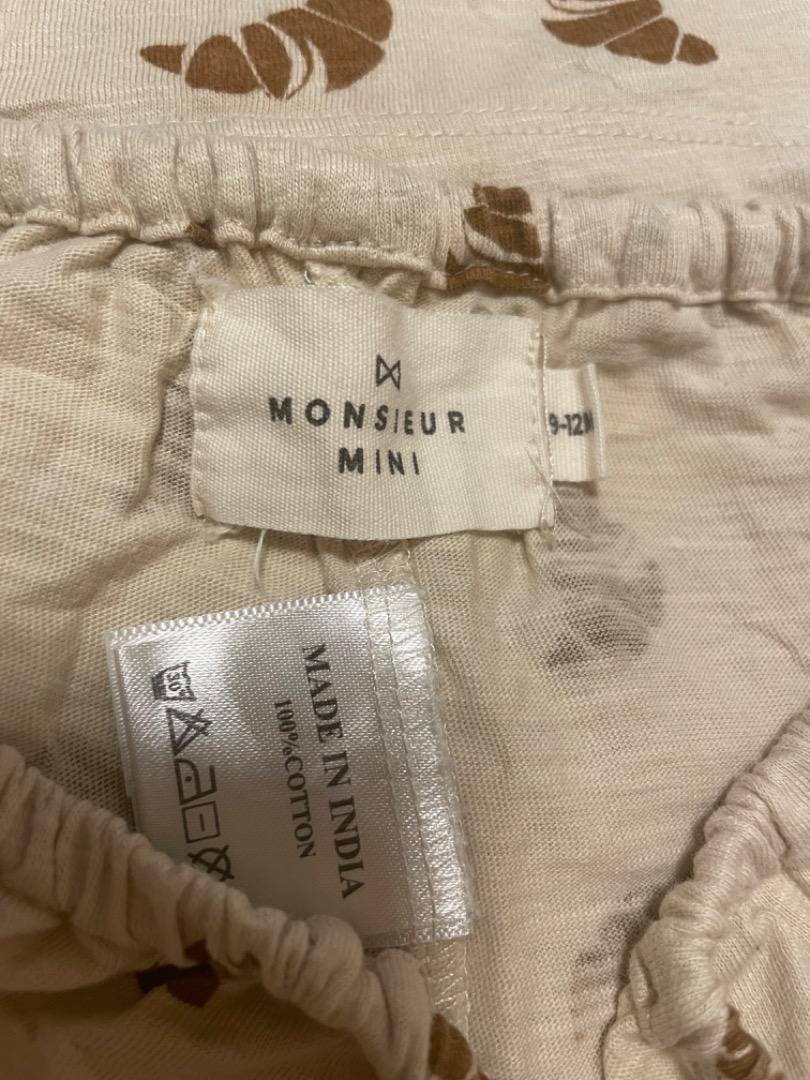 MONSIEUR
MINI
9-12M
MADE IN INDIA
100%COTTON
30°